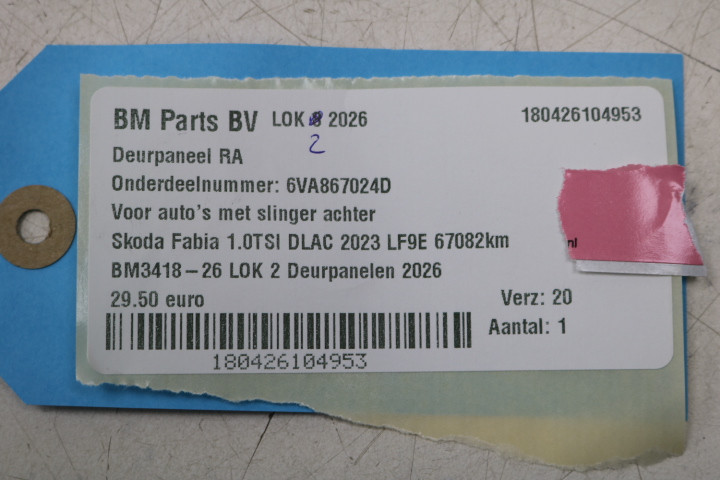 BM Parts BV LOK 2026 180426104953
2
Deurpaneel RA
Onderdeelnummer: 6VA867024D
Voor auto's met slinger achter
Skoda Fabia 1.0TSI DLAC 2023 LF9E 67082km
nl
BM3418-26 LOK 2 Deurpanelen 2026
29.50 euro Verz: 20
Aantal: 1
180426104953